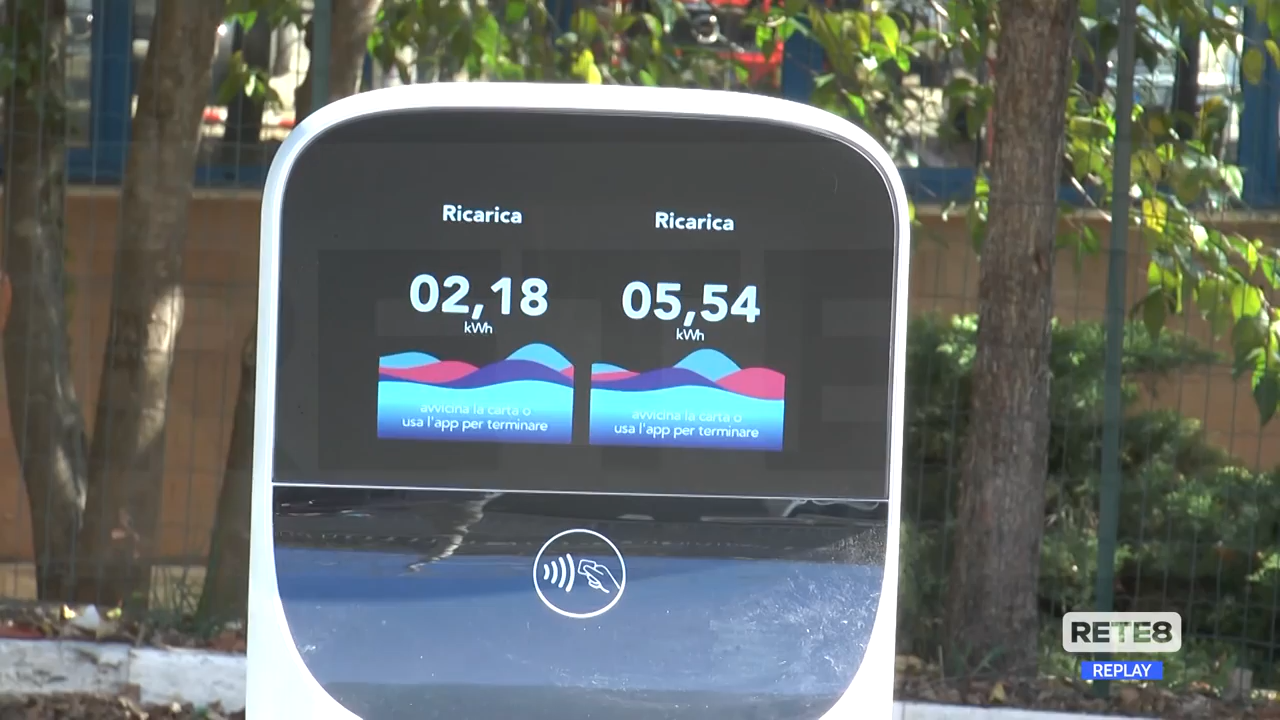 Ricarica
02,18
kWh
avvicina la carta o
usa l'app per terminare
Ricarica
05,54
kWh
avvicina la carta o
usa l'app per terminare
RETE8
REPLAY